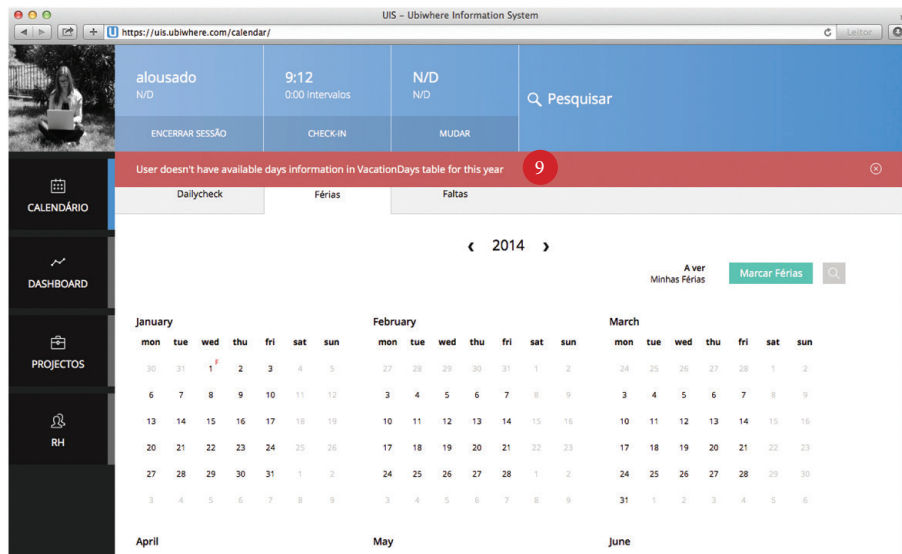 UIS – Ubiwhere Information System
https://uis.ubiwhere.com/calendar/
Leitor
alousado
N/D
9:12
0:00 Intervalos
N/D
N/D
Pesquisar
ENCERRAR SESSÃO
CHECK-IN
MUDAR
User doesn't have available days information in VacationDays table for this year
9
CALENDÁRIO
DASHBOARD
PROJECTOS
RH
Dailycheck
Férias
Faltas
‹ 2014 ›
A ver
Minhas Férias
Marcar Férias
January
mon tue wed thu fri sat sun
30 31 1 F 2 3 4 5
6 7 8 9 10 11 12
13 14 15 16 17 18 19
20 21 22 23 24 25 26
27 28 29 30 31 1 2
3 4 5 6 7 8 9
February
mon tue wed thu fri sat sun
27 28 29 30 31 1 2
3 4 5 6 7 8 9
10 11 12 13 14 15 16
17 18 19 20 21 22 23
24 25 26 27 28 1 2
3 4 5 6 7 8 9
March
mon tue wed thu fri sat sun
24 25 26 27 28 1 2
3 4 5 6 7 8 9
10 11 12 13 14 15 16
17 18 19 20 21 22 23
24 25 26 27 28 29 30
31 1 2 3 4 5 6
April
May
June